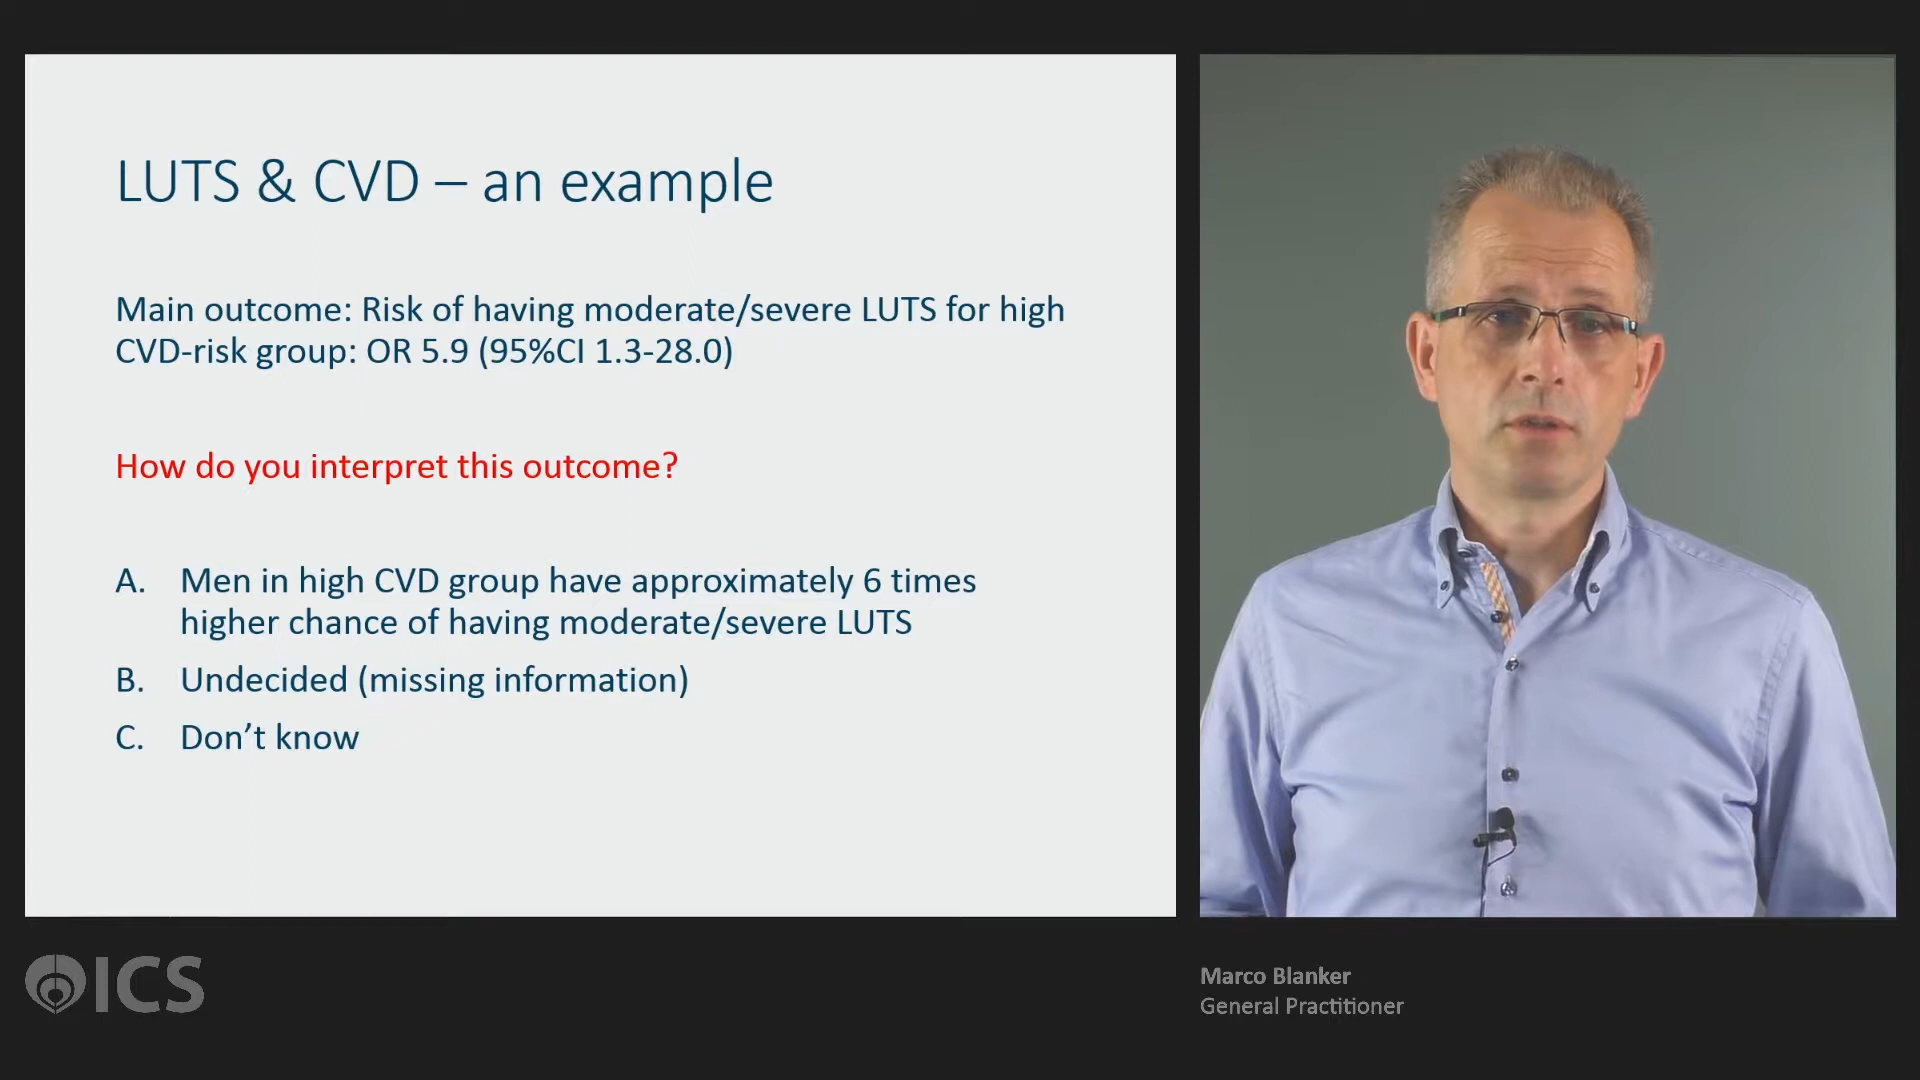 LUTS & CVD – an example
Main outcome: Risk of having moderate/severe LUTS for high
CVD-risk group: OR 5.9 (95%CI 1.3-28.0)
How do you interpret this outcome?
A. Men in high CVD group have approximately 6 times
higher chance of having moderate/severe LUTS
B. Undecided (missing information)
C. Don’t know
ICS
Marco Blanker
General Practitioner